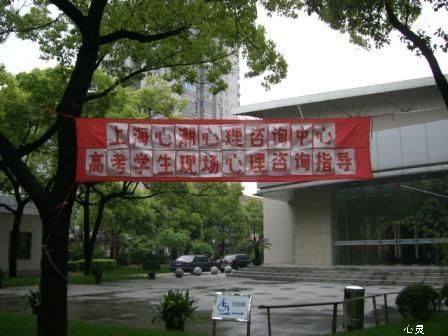 上海心潮心理咨询中心
高考学生现场心理咨询指导
心灵